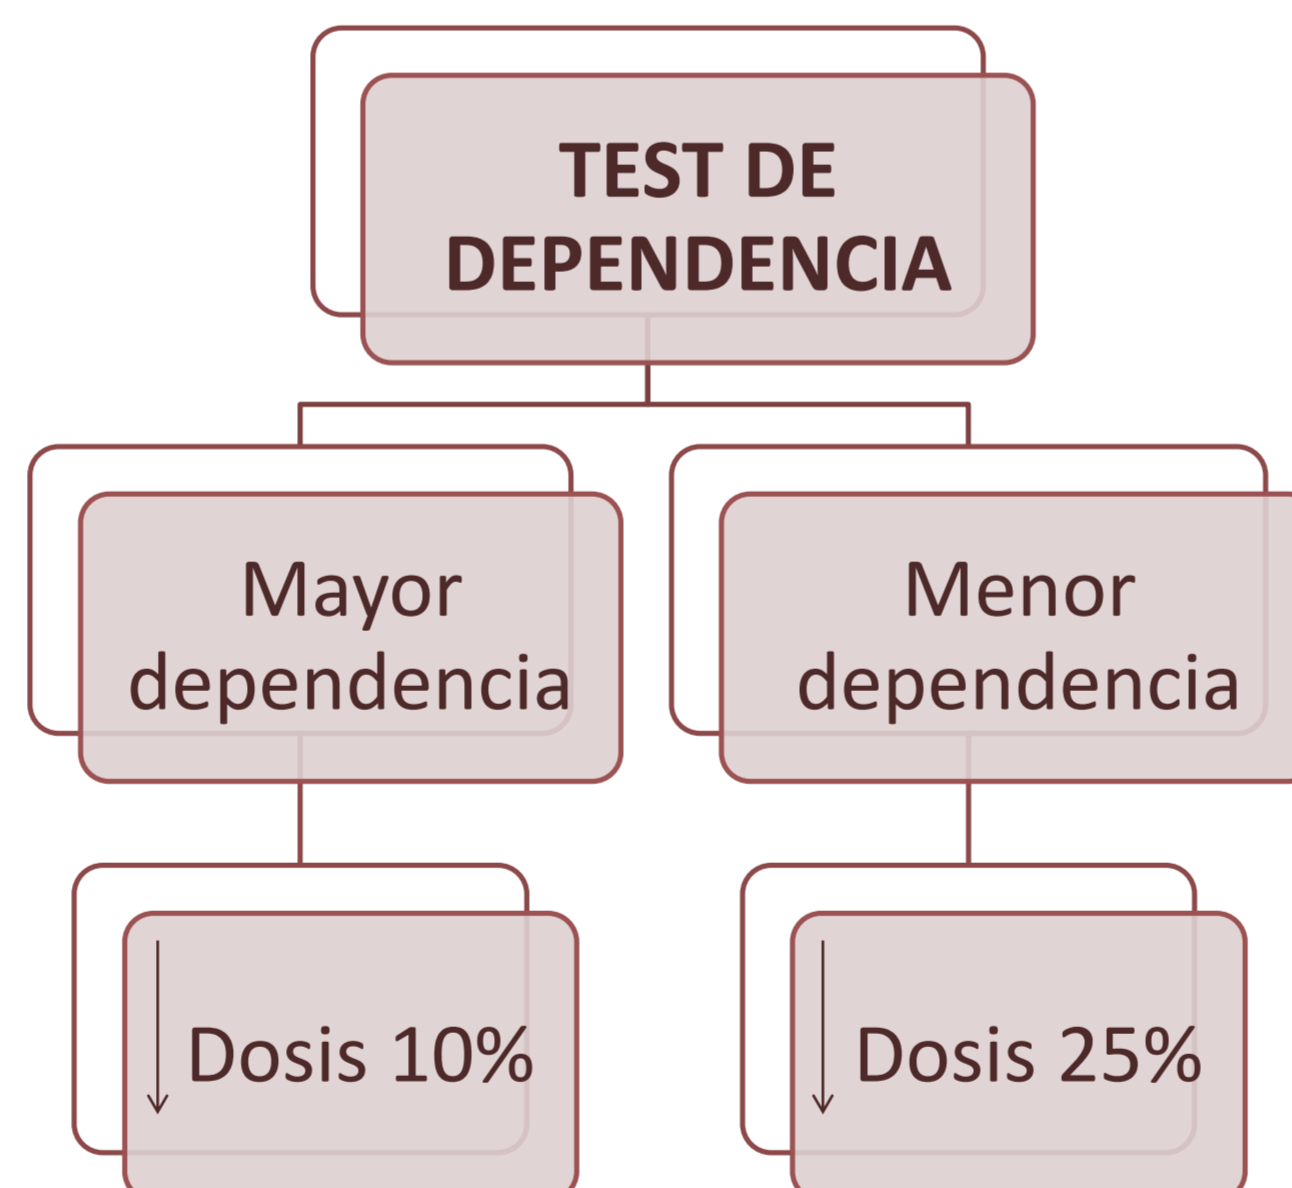 TEST DE
DEPENDENCIA
Mayor
dependencia
Menor
dependencia
Dosis 10%
Dosis 25%